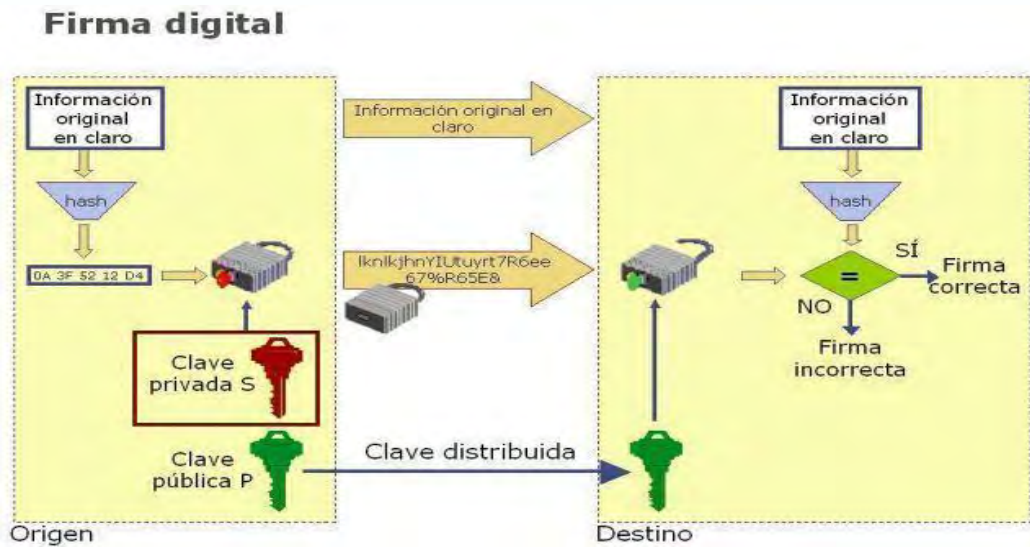 Firma digital
Información
original
en claro
hash
0A 3F 52 12 D4
Clave
privada S
Clave
pública P
Origen
Información original en
claro
lknlkjhnYIUtuyrt7R6ee
67%R65E&
Clave distribuida
Información
original
en claro
hash
=
SÍ
Firma
correcta
NO
Firma
incorrecta
Destino